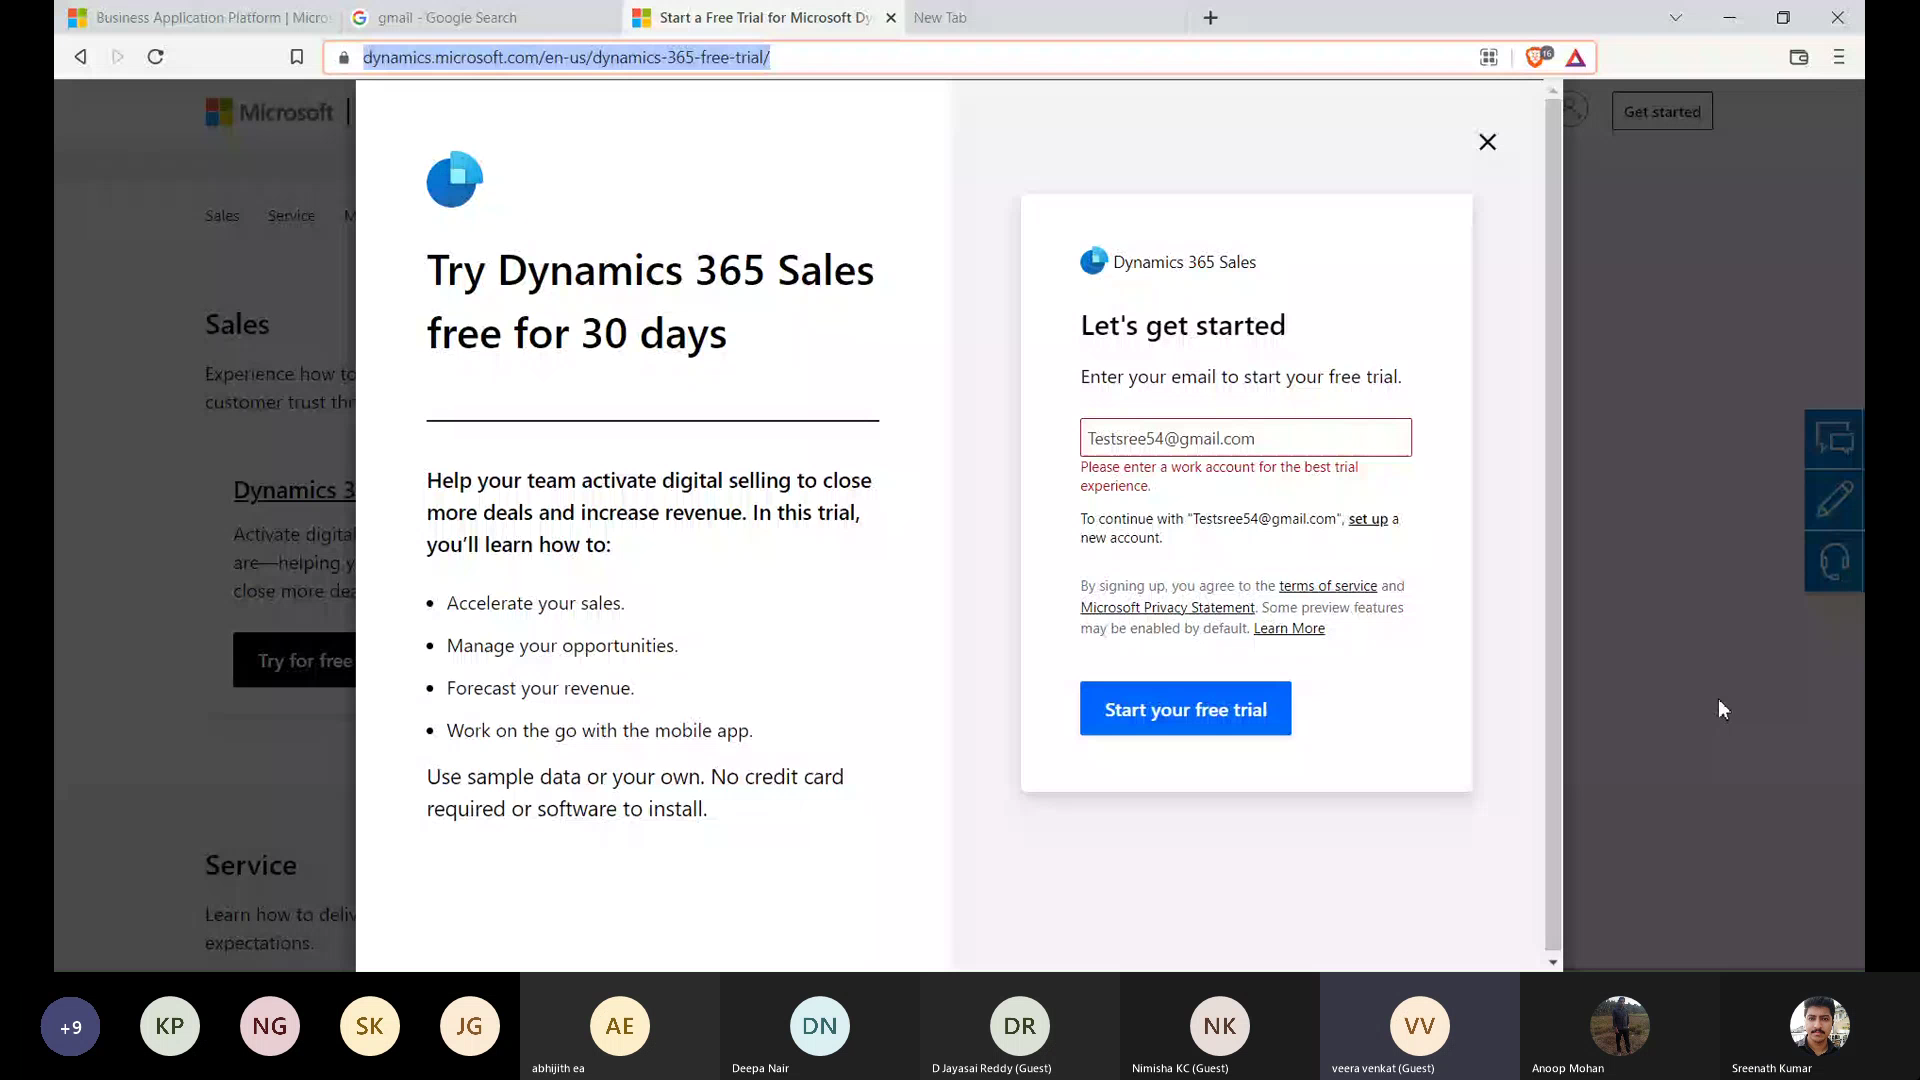 Business Application Platform | Micro
gmail - Google Search
Start a Free Trial for Microsoft Dy
New Tab
dynamics.microsoft.com/en-us/dynamics-365-free-trial/
16
Microsoft
Get started
Sales
Service
M
Sales
Experience how to
customer trust thr
Dynamics 3
Activate digital
are—helping y
close more dea
Try for free
Service
Learn how to deliv
expectations.
Try Dynamics 365 Sales
free for 30 days
Help your team activate digital selling to close
more deals and increase revenue. In this trial,
you'll learn how to:
• Accelerate your sales.
• Manage your opportunities.
• Forecast your revenue.
• Work on the go with the mobile app.
Use sample data or your own. No credit card
required or software to install.
Dynamics 365 Sales
Let's get started
Enter your email to start your free trial.
Testsree54@gmail.com
Please enter a work account for the best trial
experience.
To continue with "Testsree54@gmail.com", set up a
new account.
By signing up, you agree to the terms of service and
Microsoft Privacy Statement. Some preview features
may be enabled by default. Learn More
Start your free trial
+9
KP
NG
SK
JG
AE
abhijith ea
DN
Deepa Nair
DR
D Jayasai Reddy (Guest)
NK
Nimisha KC (Guest)
VV
veera venkat (Guest)
Anoop Mohan
Sreenath Kumar